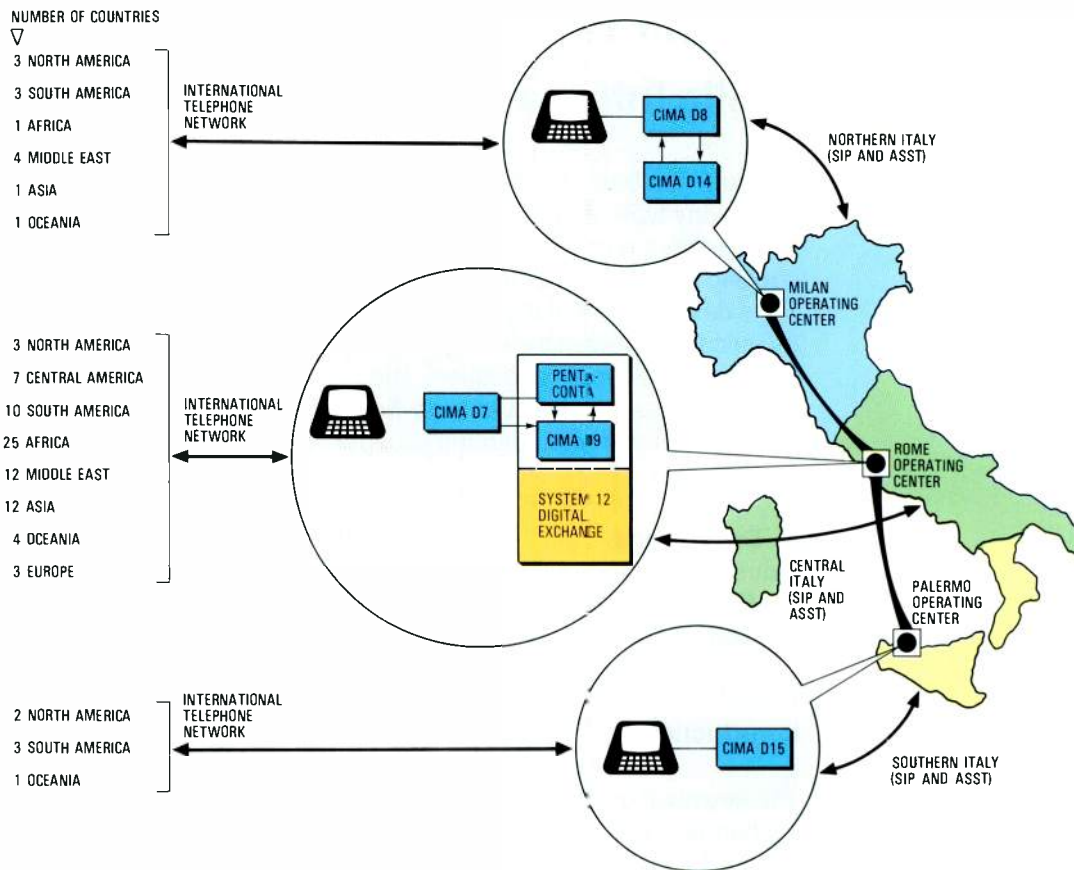 NUMBER OF COUNTRIES
3 NORTH AMERICA
3 SOUTH AMERICA
1 AFRICA
4 MIDDLE EAST
1 ASIA
1 OCEANIA
INTERNATIONAL
TELEPHONE
NETWORK
CIMA D8
CIMA D14
NORTHERN ITALY
(SIP AND ASST)
MILAN
OPERATING
CENTER
3 NORTH AMERICA
7 CENTRAL AMERICA
10 SOUTH AMERICA
25 AFRICA
12 MIDDLE EAST
12 ASIA
4 OCEANIA
3 EUROPE
INTERNATIONAL
TELEPHONE
NETWORK
CIMA D7
PENTA-
CONTA
CIMA D9
SYSTEM 12
DIGITAL
EXCHANGE
ROME
OPERATING
CENTER
CENTRAL
ITALY
(SIP AND
ASST)
PALERMO
OPERATING
CENTER
2 NORTH AMERICA
3 SOUTH AMERICA
1 OCEANIA
INTERNATIONAL
TELEPHONE
NETWORK
CIMA D15
SOUTHERN ITALY
(SIP AND ASST)